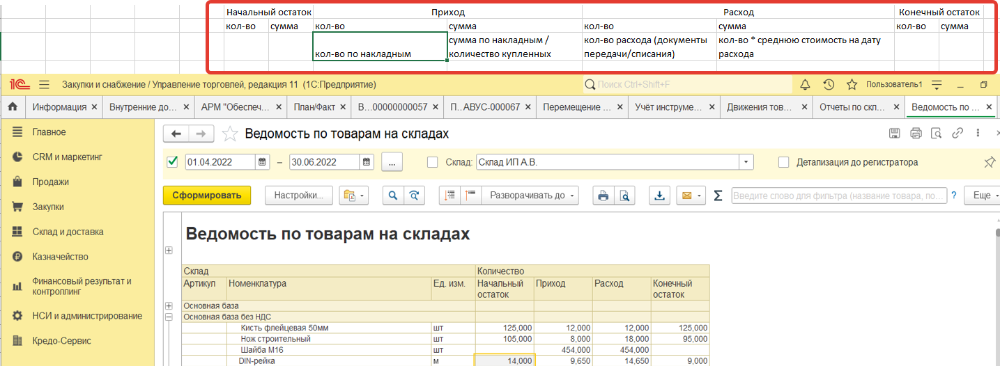 Начальный остаток Приход Расход Конечный остаток
кол-во сумма кол-во сумма кол-во сумма кол-во сумма
сумма по накладным / кол-во расхода (документы кол-во * среднюю стоимость на дату
кол-во по накладным количество купленных передачи/списания) расхода
1С Закупки и снабжение / Управление торговлей, редакция 11 (1С:Предприятие) Поиск Ctrl+Shift+F Пользователь1
Информация × Внутренние до... × АРМ "Обеспеч... × План/Факт × В...00000000057 × П...АВУС-000067 × Перемещение ... × Учёт инструме... × Движения тов... × Отчеты по скл... × Ведомость по ... ×
Главное
CRM и маркетинг
Продажи
Закупки
Склад и доставка
Казначейство
Финансовый результат и
контроллинг
НСИ и администрирование
Кредо-Сервис
Ведомость по товарам на складах
01.04.2022 – 30.06.2022 ... Склад: Склад ИП А.В. Детализация до регистратора
Сформировать Настройки... Разворачивать до Σ Введите слово для фильтра (название товара, по... ? Еще
Ведомость по товарам на складах
Склад Количество
Артикул Номенклатура Ед. изм. Начальный Приход Расход Конечный
остаток остаток
Основная база
Основная база без НДС
Кисть флейцевая 50мм шт 125,000 12,000 12,000 125,000
Нож строительный шт 105,000 8,000 18,000 95,000
Шайба М16 шт 454,000 454,000
DIN-рейка м 14,000 9,650 14,650 9,000